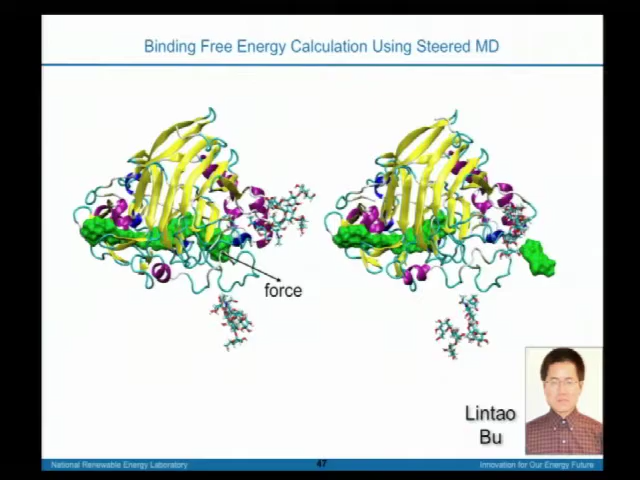 Binding Free Energy Calculation Using Steered MD
force
Lintao
Bu
National Renewable Energy Laboratory
47
Innovation for Our Energy Future